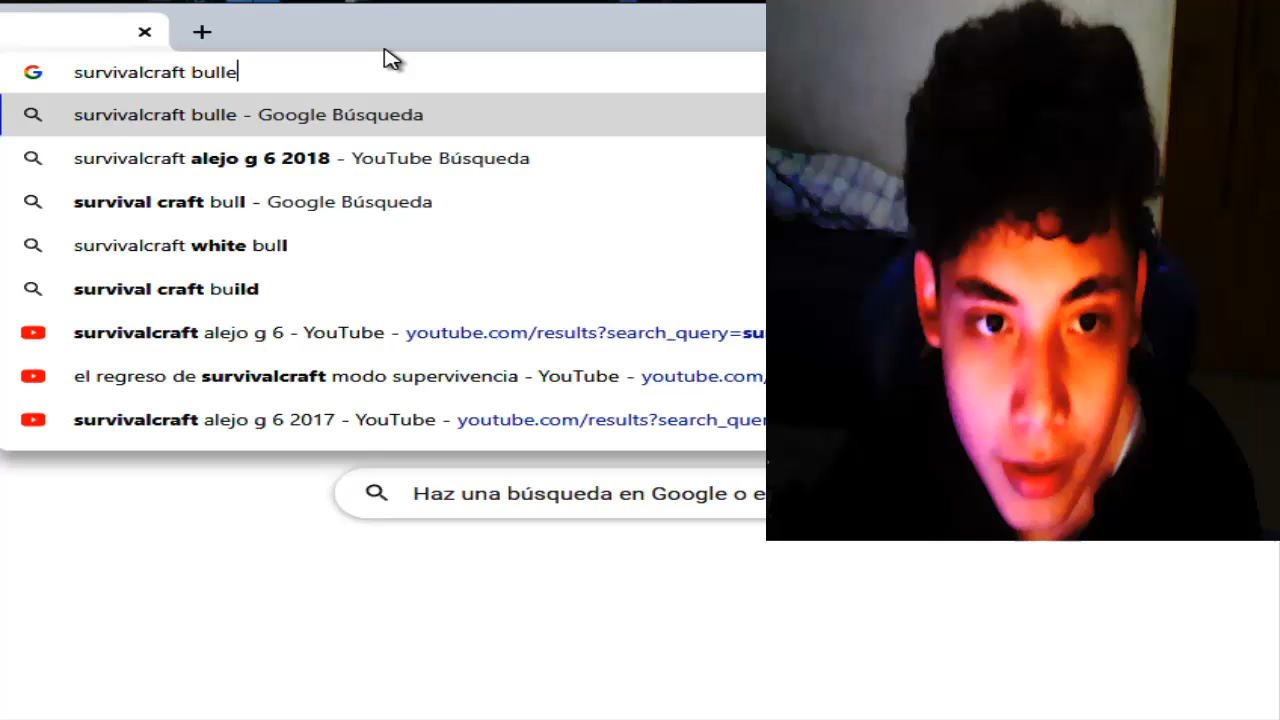 survivalcraft bulle
survivalcraft bulle - Google Búsqueda
survivalcraft alejo g 6 2018 - YouTube Búsqueda
survival craft bull - Google Búsqueda
survivalcraft white bull
survival craft build
survivalcraft alejo g 6 - YouTube - youtube.com/results?search_query=su
el regreso de survivalcraft modo supervivencia - YouTube - youtube.com/
survivalcraft alejo g 6 2017 - YouTube - youtube.com/results?search_quer
Haz una búsqueda en Google o e